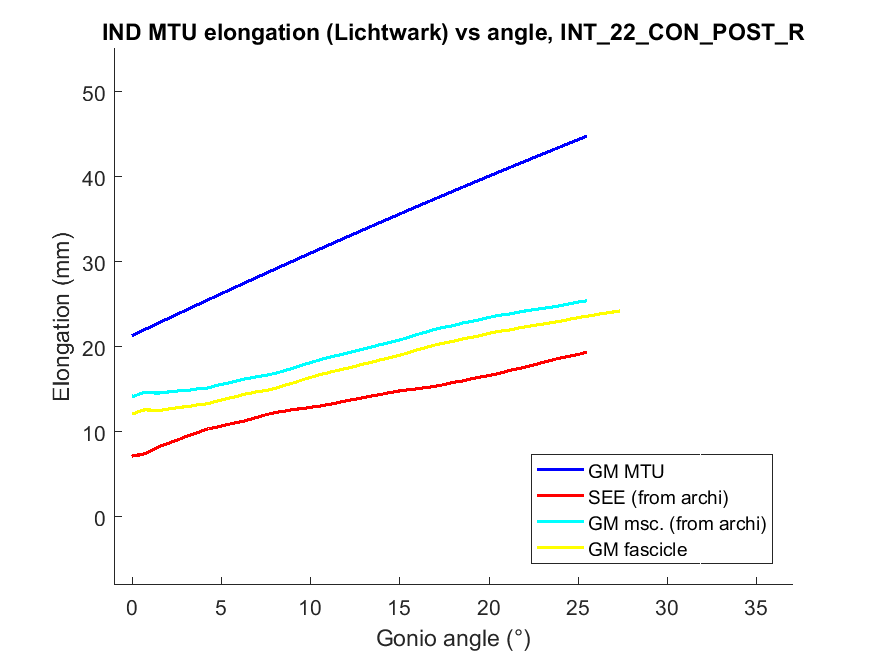 IND MTU elongation (Lichtwark) vs angle, INT_22_CON_POST_R
Elongation (mm)
50
40
30
20
10
0
0 5 10 15 20 25 30 35
Gonio angle (°)
GM MTU
SEE (from archi)
GM msc. (from archi)
GM fascicle